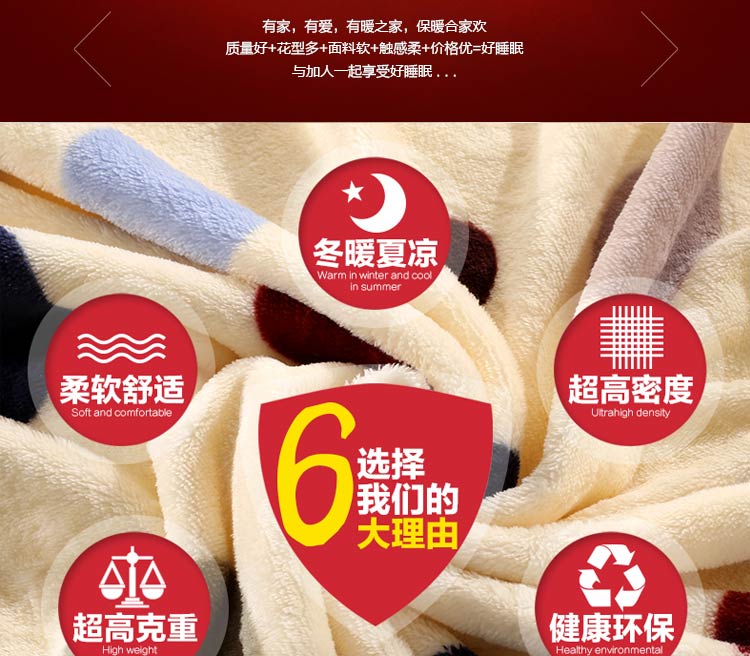 有家，有爱，有暖之家，保暖合家欢
质量好+花型多+面料软+触感柔+价格优=好睡眠
与加人一起享受好睡眠 . . .
冬暖夏凉
Warm in winter and cool
in summer
柔软舒适
Soft and comfortable
超高密度
Ultrahigh density
6
选择
我们的
大理由
超高克重
High weight
健康环保
Healthy environmental